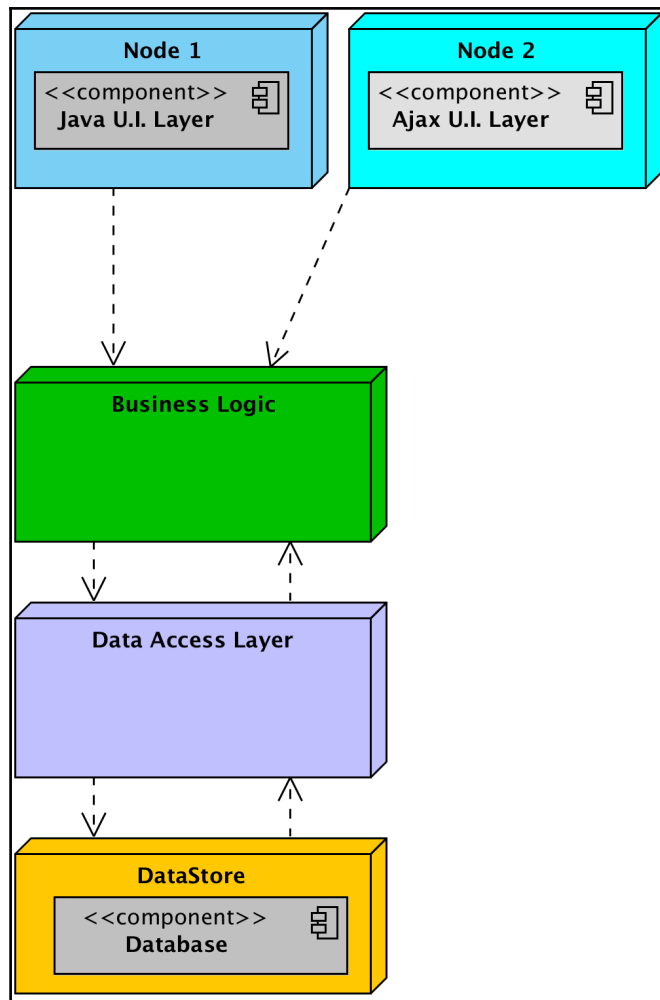 Node 1
<<component>>
Java U.I. Layer
Node 2
<<component>>
Ajax U.I. Layer
Business Logic
Data Access Layer
DataStore
<<component>>
Database